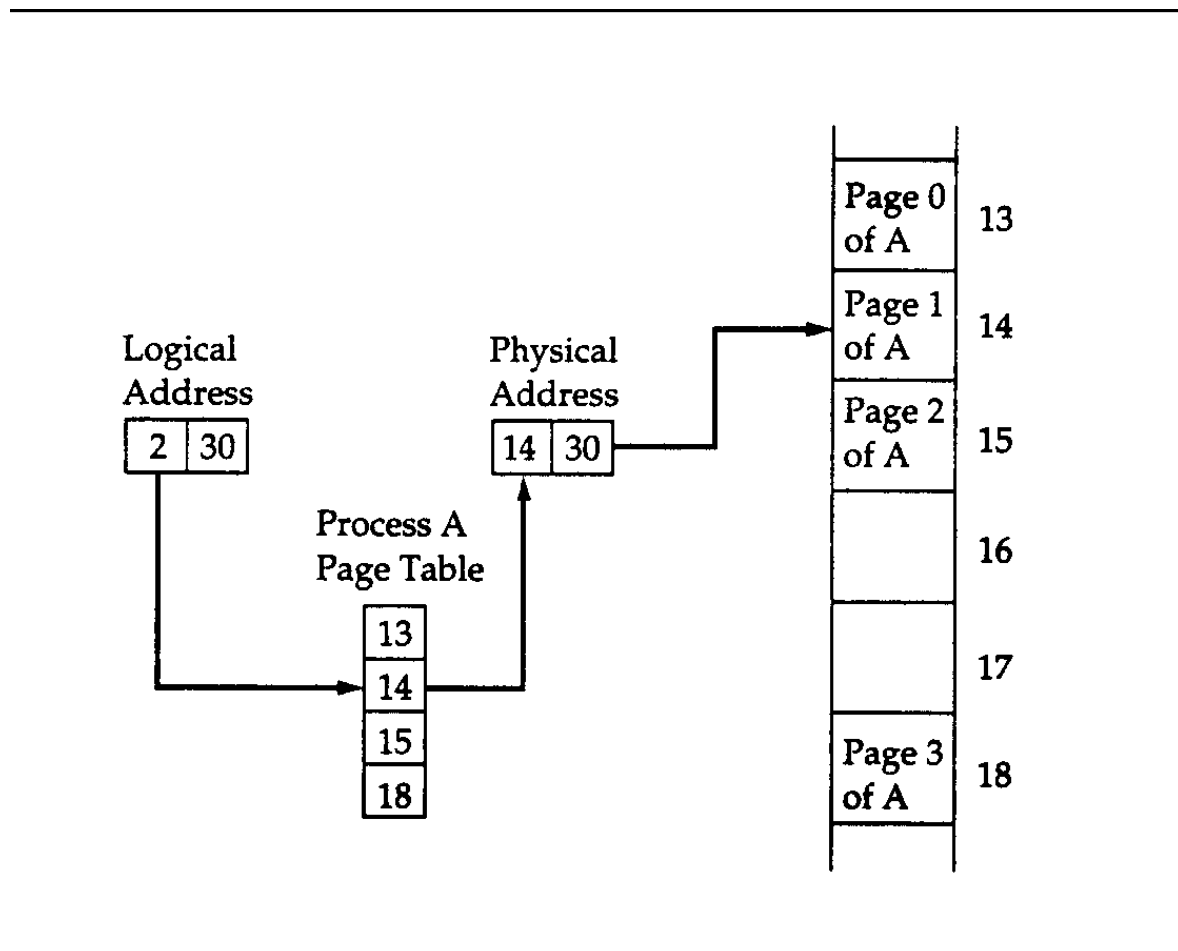 Logical
Address
2 30
Process A
Page Table
13
14
15
18
Physical
Address
14 30
Page 0
of A
13
Page 1
of A
14
Page 2
of A
15
16
17
Page 3
of A
18